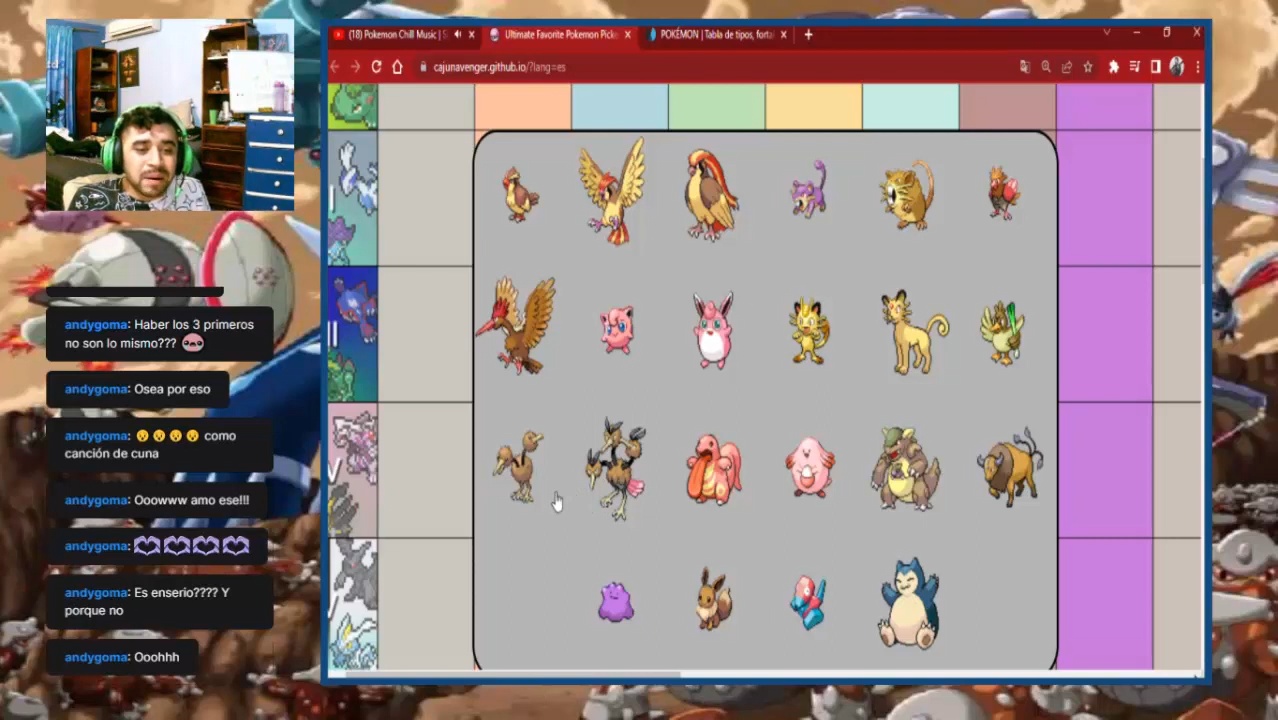 (18) Pokemon Chill Music | S
Ultimate Favorite Pokemon Picke
POKÉMON | Tabla de tipos, fortal
cajunavenger.github.io/?lang=es
andygoma: Haber los 3 primeros
no son lo mismo???
andygoma: Osea por eso
andygoma: como
canción de cuna
andygoma: Ooowww amo ese!!!
andygoma:
andygoma: Es enserio???? Y
porque no
andygoma: Ooohhh